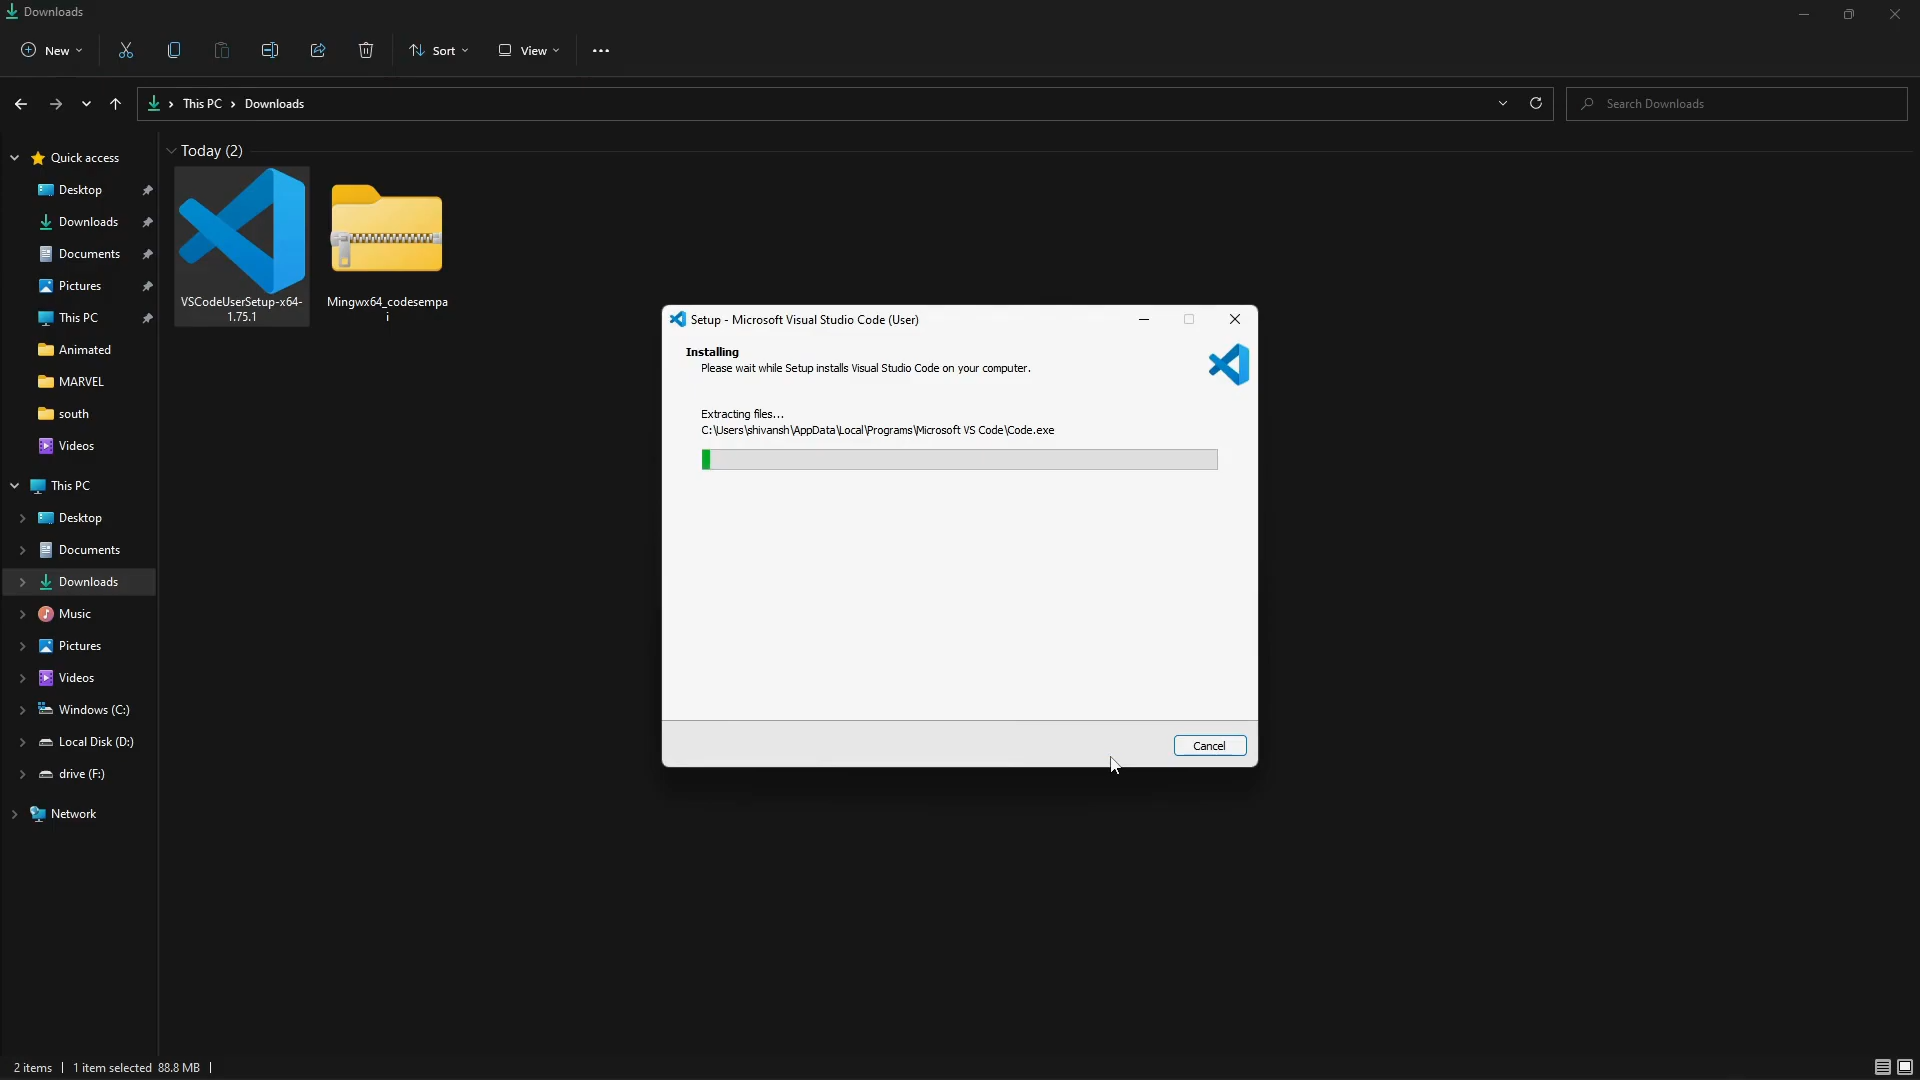 Downloads
New
Sort
View
This PC
Downloads
Search Downloads
Quick access
Desktop
Downloads
Documents
Pictures
This PC
Animated
MARVEL
south
Videos
This PC
Desktop
Documents
Downloads
Music
Pictures
Videos
Windows (C:)
Local Disk (D:)
drive (F:)
Network
Today (2)
VSCodeUserSetup-x64-
1.75.1
Mingwx64_codesempa
i
Setup - Microsoft Visual Studio Code (User)
Installing
Please wait while Setup installs Visual Studio Code on your computer.
Extracting files...
C:\Users\shivansh\AppData\Local\Programs\Microsoft VS Code\Code.exe
Cancel
2 items
1 item selected 88.8 MB